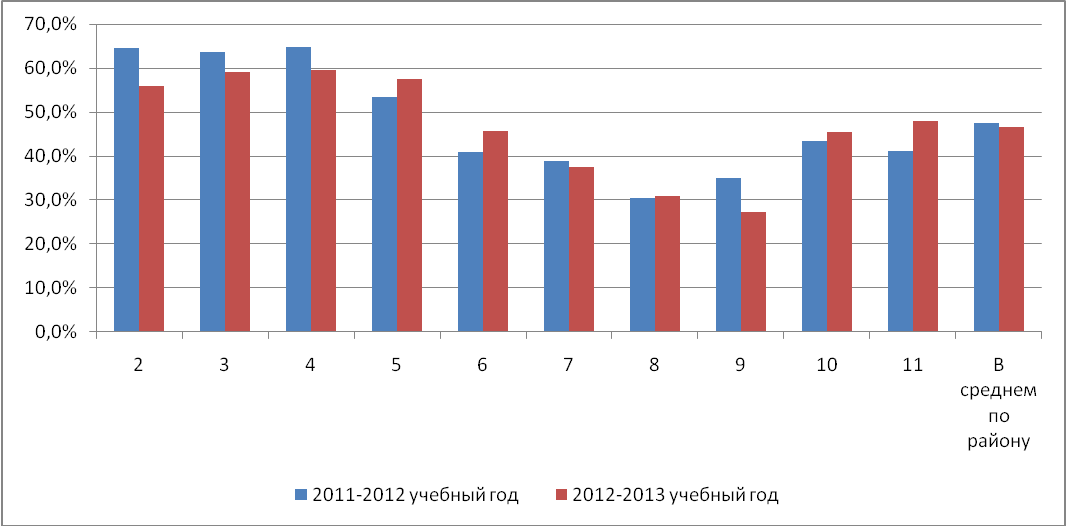 70,0%
60,0%
50,0%
40,0%
30,0%
20,0%
10,0%
0,0%
2 3 4 5 6 7 8 9 10 11 В
среднем
по
району
2011-2012 учебный год 2012-2013 учебный год